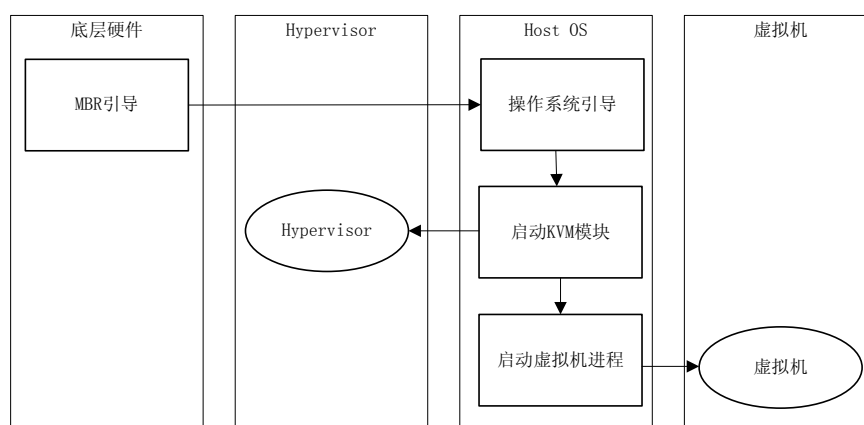 底层硬件
Hypervisor
Host OS
虚拟机
MBR引导
操作系统引导
Hypervisor
启动KVM模块
启动虚拟机进程
虚拟机